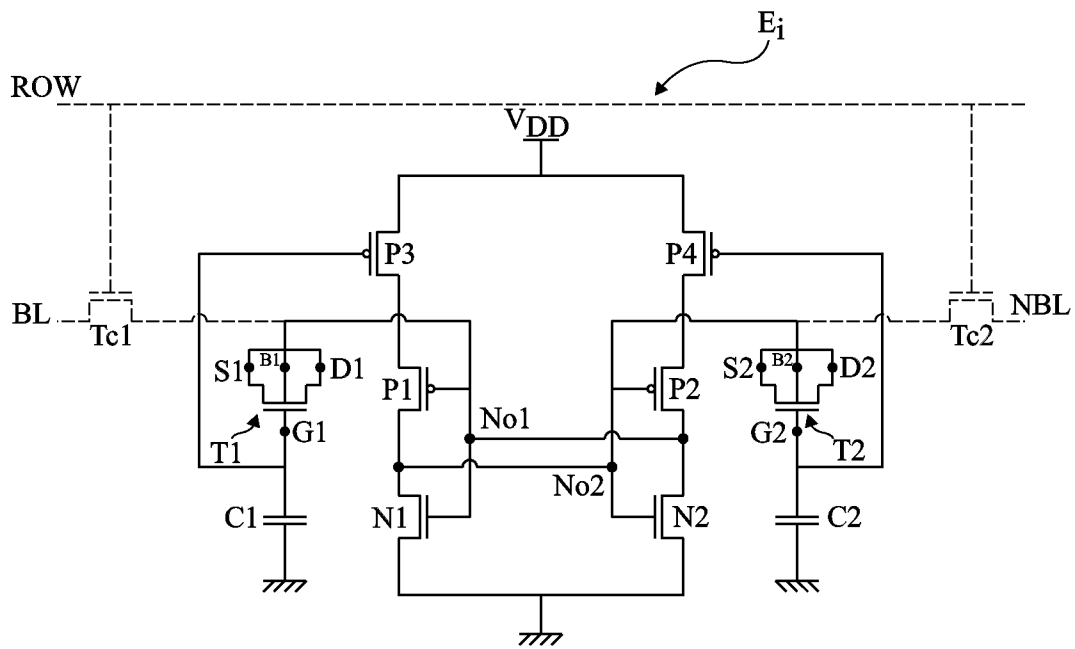 Ei
ROW
VDD
P3 P4
BL Tc1 Tc2 NBL
S1 B1 D1 S2 B2 D2
P1 P2
T1 G1 No1 G2 T2
No2
C1 N1 N2 C2